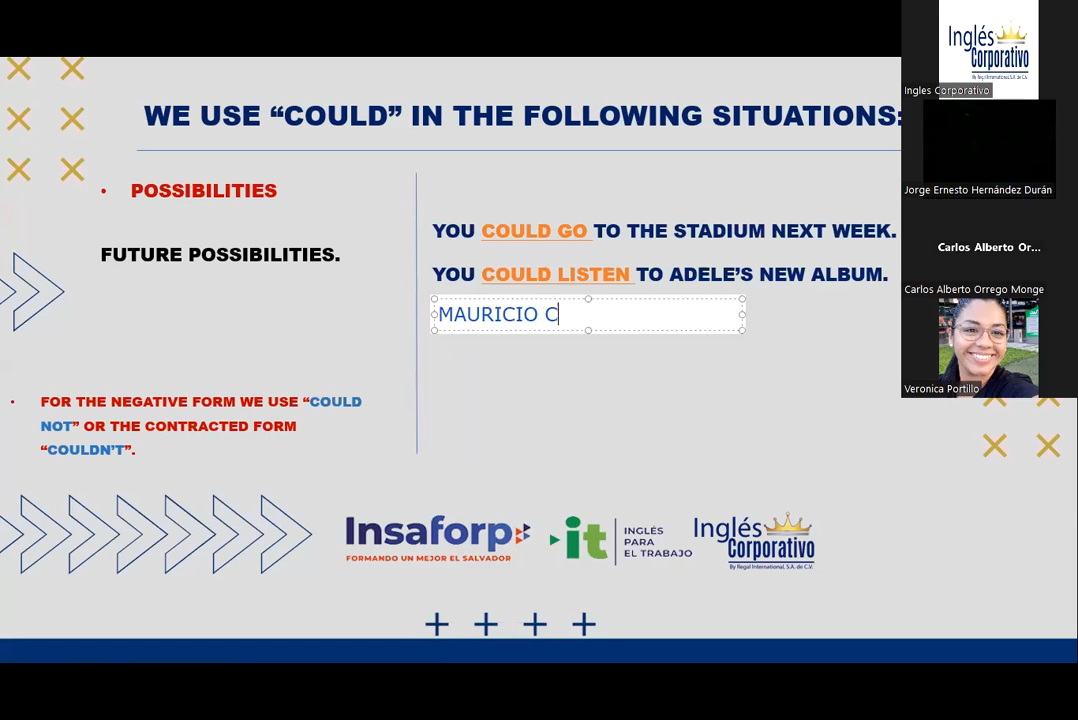 WE USE “COULD” IN THE FOLLOWING SITUATIONS:
• POSSIBILITIES
FUTURE POSSIBILITIES.
• FOR THE NEGATIVE FORM WE USE “COULD
NOT” OR THE CONTRACTED FORM
“COULDN’T”.
YOU COULD GO TO THE STADIUM NEXT WEEK.
YOU COULD LISTEN TO ADELE’S NEW ALBUM.
MAURICIO C
Insaforp
FORMANDO UN MEJOR EL SALVADOR
it
INGLÉS
PARA
EL TRABAJO
Inglés
Corporativo
By Regal International, S.A. de C.V.
Inglés
Corporativo
By Regal International, S.A. de C.V.
Ingles Corporativo
Jorge Ernesto Hernández Durán
Carlos Alberto Or...
Carlos Alberto Orrego Monge
Veronica Portillo